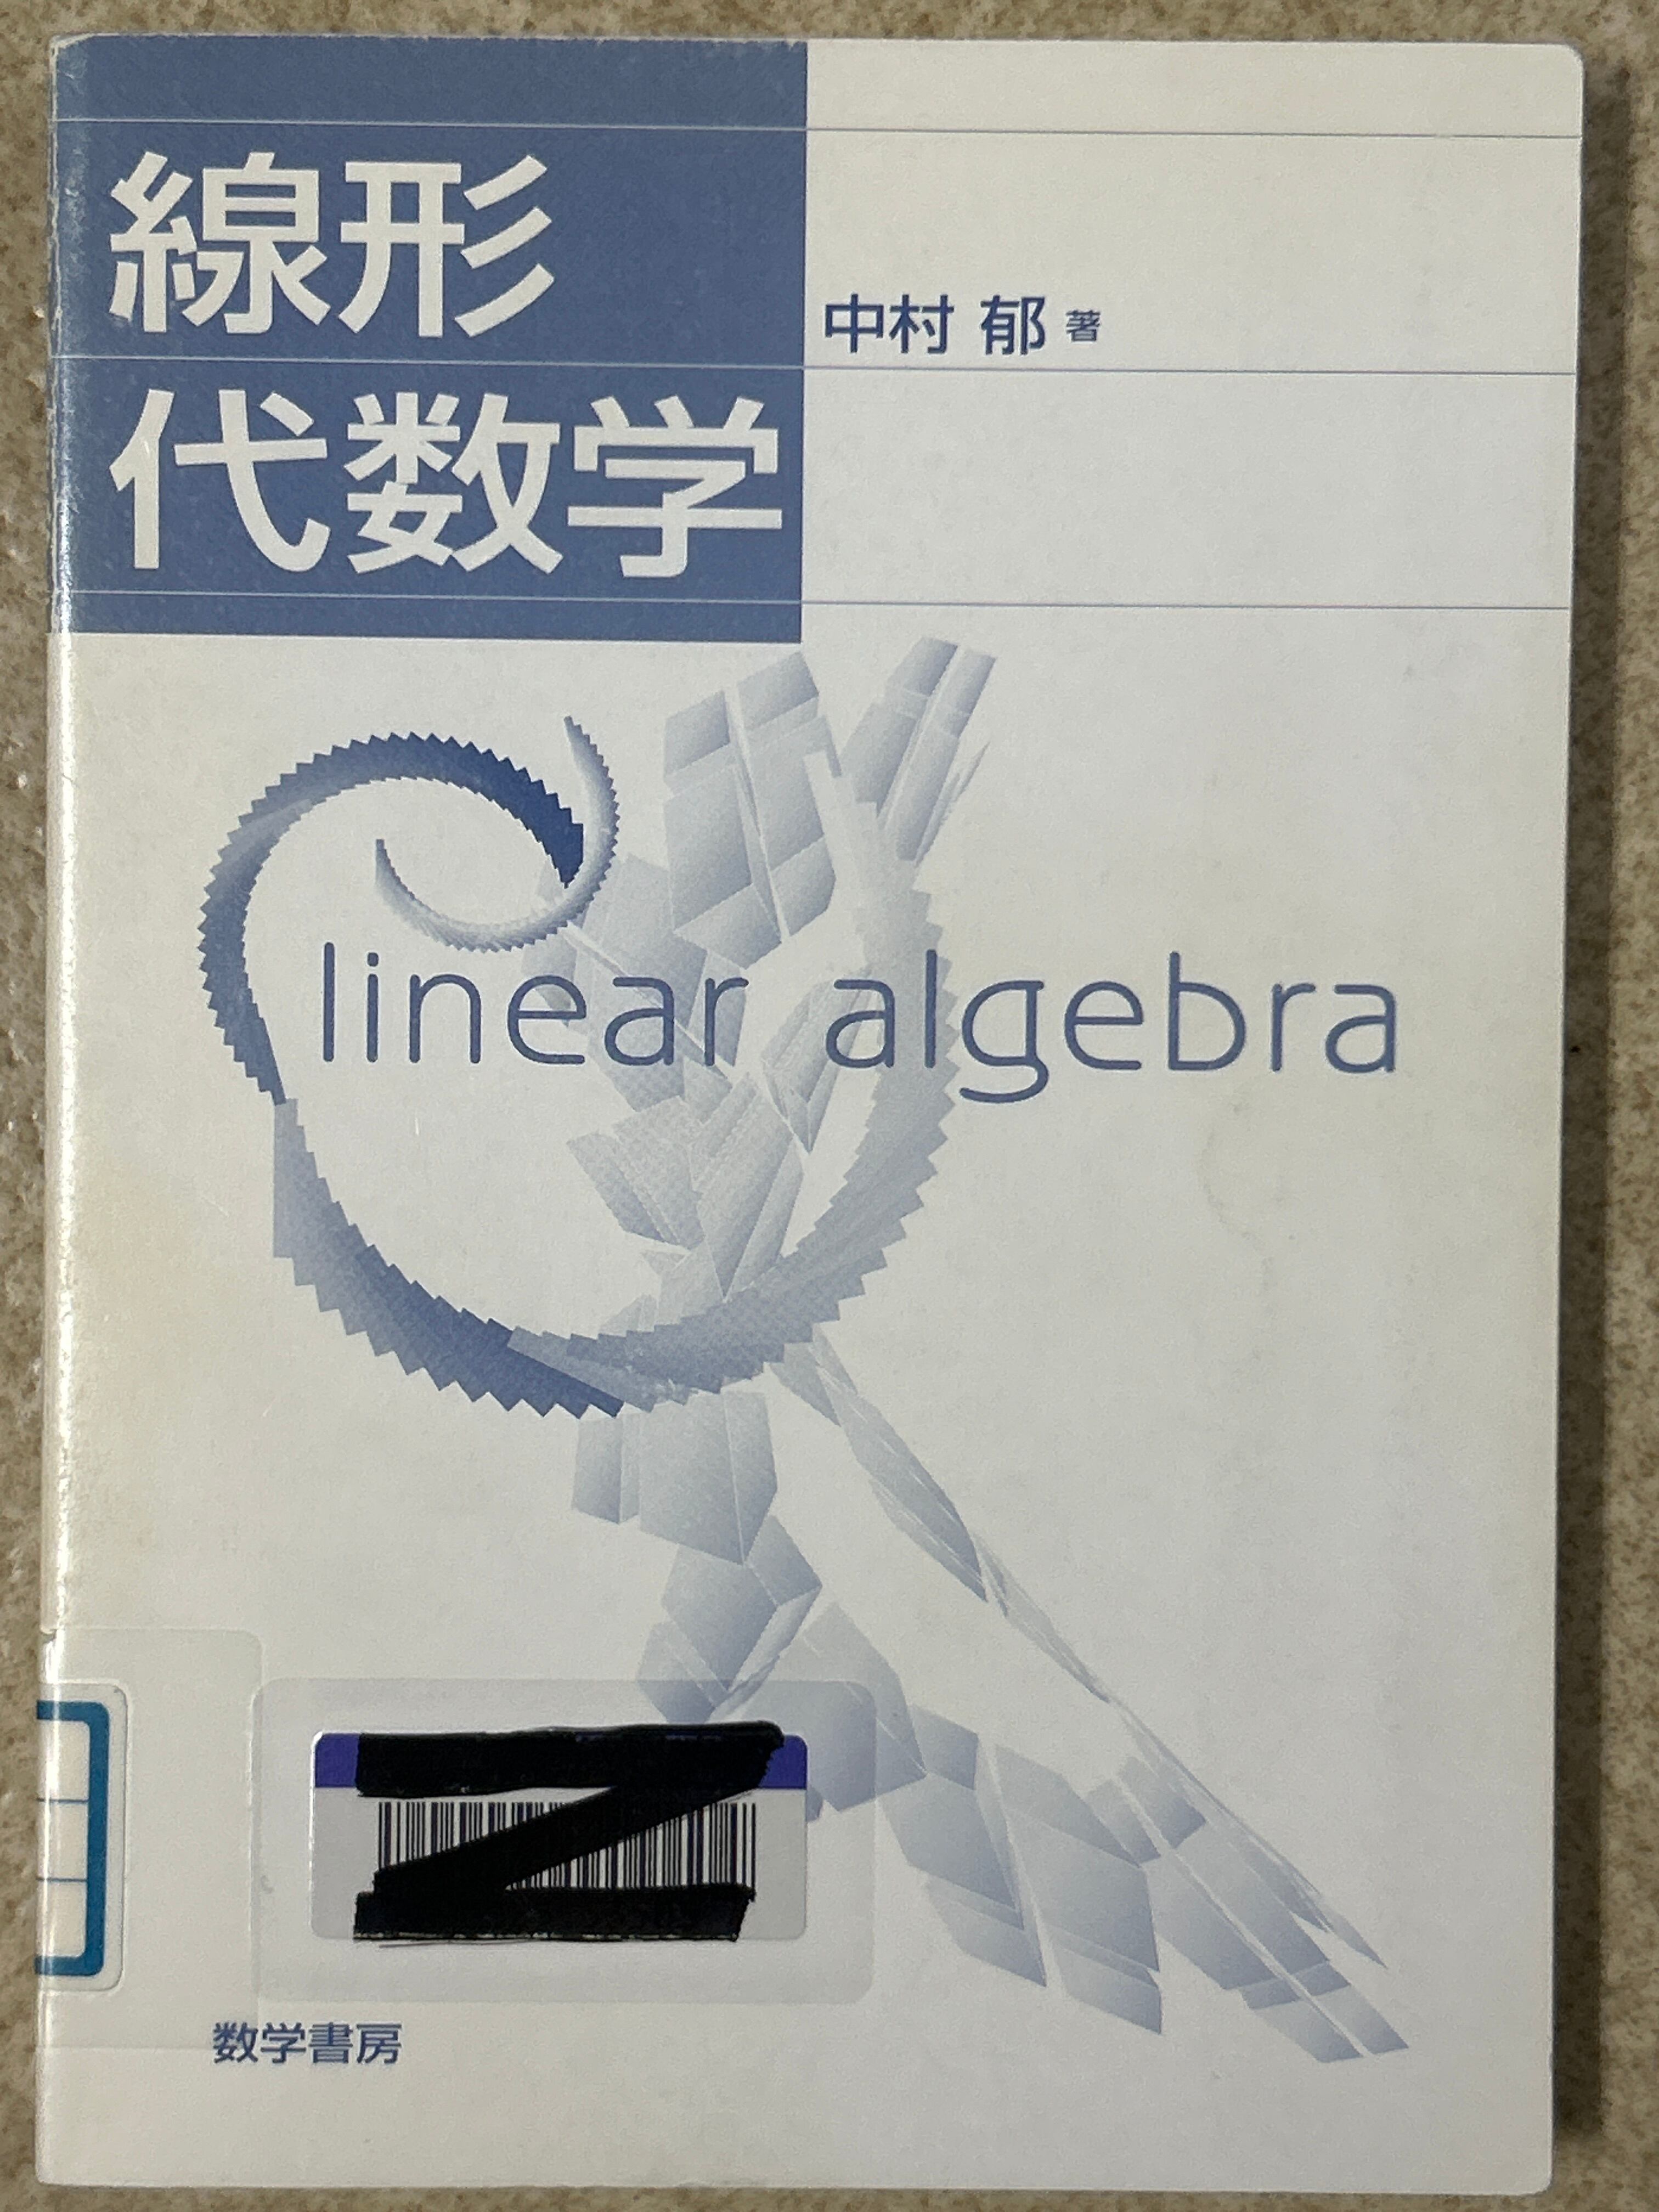 線形
代数学
中村 郁 著
linear algebra
数学書房